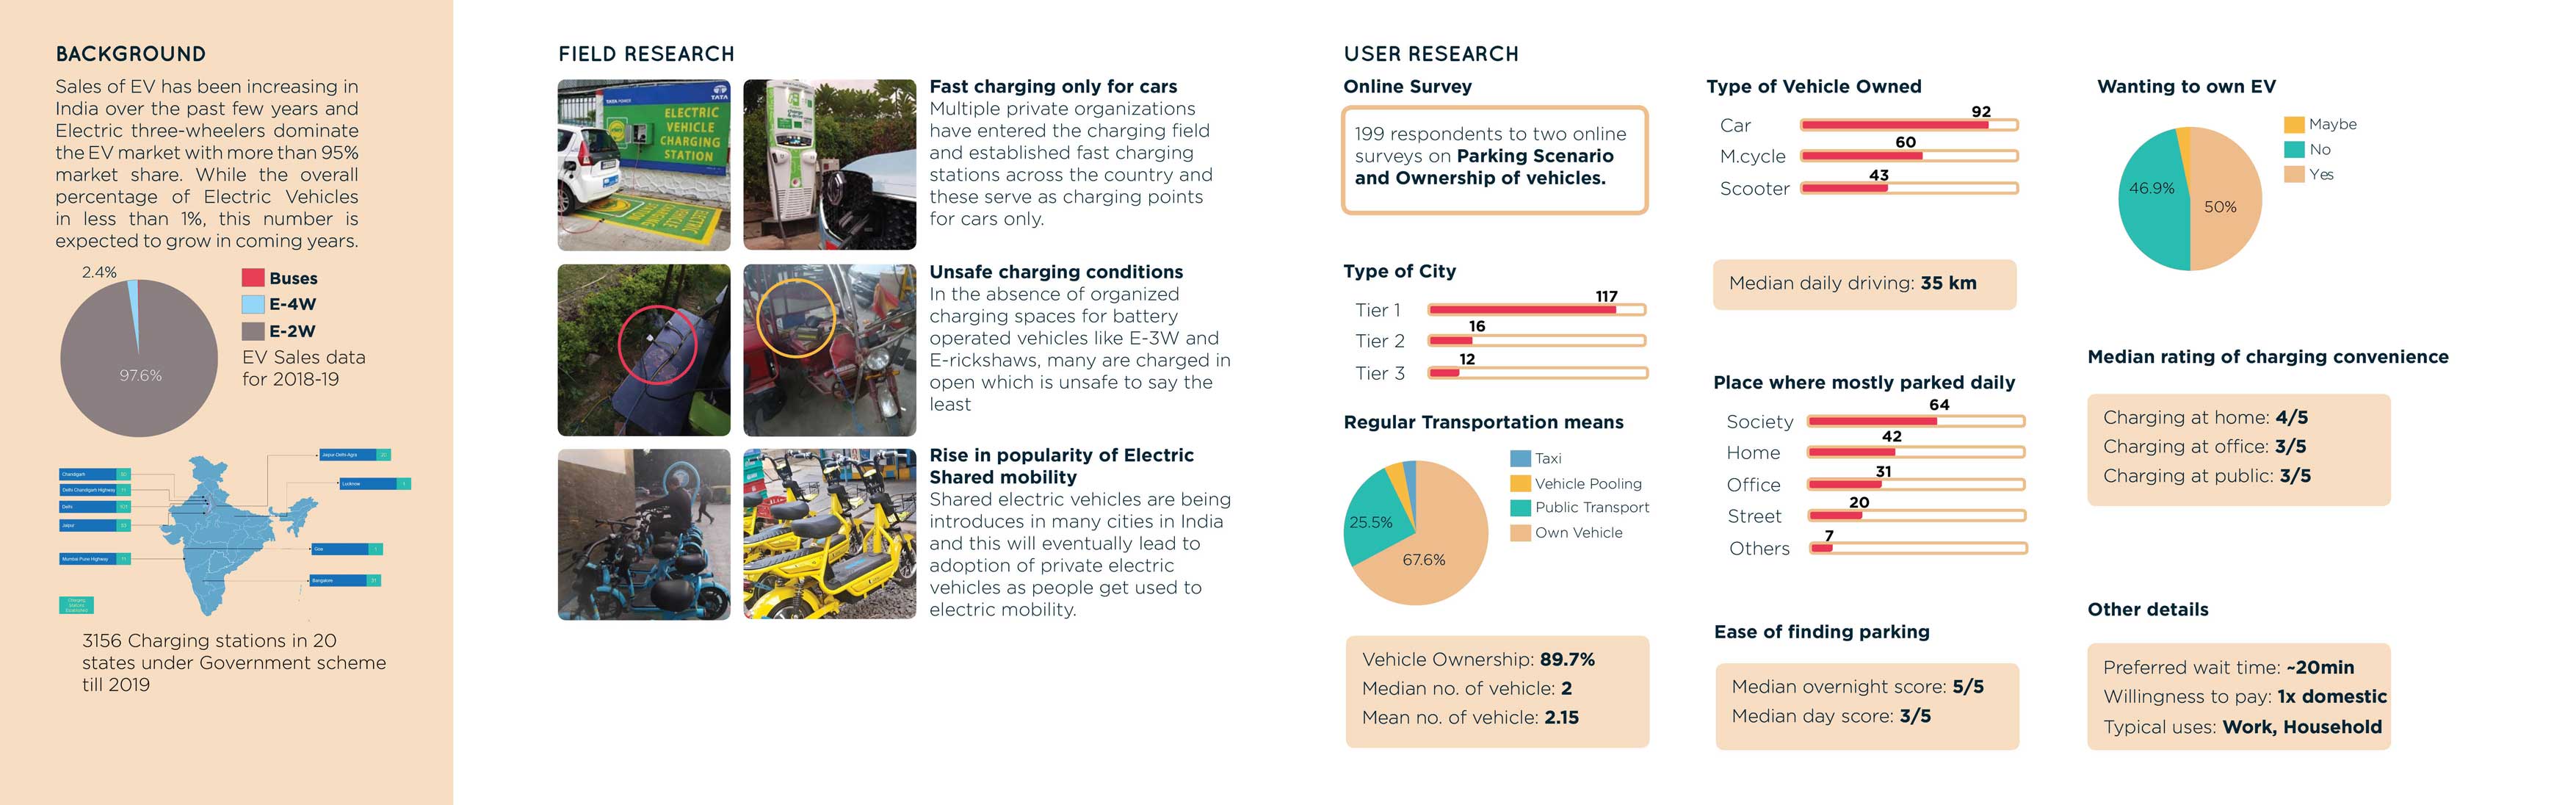 BACKGROUND
Sales of EV has been increasing in
India over the past few years and
Electric three-wheelers dominate
the EV market with more than 95%
market share. While the overall
percentage of Electric Vehicles
in less than 1%, this number is
expected to grow in coming years.
2.4%
97.6%
Buses
E-4W
E-2W
EV Sales data
for 2018-19
Chandigarh
Delhi Chandigarh Highway
Delhi
Jaipur
Mumbai Pune Highway
Jaipur-Delhi-Agra
Lucknow
Goa
Bangalore
3156 Charging stations in 20
states under Government scheme
till 2019
FIELD RESEARCH
TATA
TATA POWER
ELECTRIC
VEHICLE
CHARGING
STATION
Fast charging only for cars
Multiple private organizations
have entered the charging field
and established fast charging
stations across the country and
these serve as charging points
for cars only.
Unsafe charging conditions
In the absence of organized
charging spaces for battery
operated vehicles like E-3W and
E-rickshaws, many are charged in
open which is unsafe to say the
least
Rise in popularity of Electric
Shared mobility
Shared electric vehicles are being
introduces in many cities in India
and this will eventually lead to
adoption of private electric
vehicles as people get used to
electric mobility.
USER RESEARCH
Online Survey
199 respondents to two online
surveys on Parking Scenario
and Ownership of vehicles.
Type of City
Tier 1 117
Tier 2 16
Tier 3 12
Regular Transportation means
25.5%
67.6%
Taxi
Vehicle Pooling
Public Transport
Own Vehicle
Vehicle Ownership: 89.7%
Median no. of vehicle: 2
Mean no. of vehicle: 2.15
Type of Vehicle Owned
Car 92
M.cycle 60
Scooter 43
Median daily driving: 35 km
Place where mostly parked daily
Society 64
Home 42
Office 31
Street 20
Others 7
Ease of finding parking
Median overnight score: 5/5
Median day score: 3/5
Wanting to own EV
46.9%
50%
Maybe
No
Yes
Median rating of charging convenience
Charging at home: 4/5
Charging at office: 3/5
Charging at public: 3/5
Other details
Preferred wait time: ~20min
Willingness to pay: 1x domestic
Typical uses: Work, Household